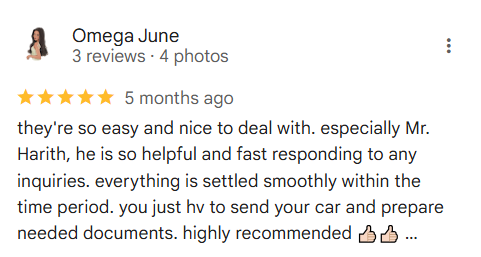 Omega June
3 reviews · 4 photos
5 months ago
they're so easy and nice to deal with. especially Mr.
Harith, he is so helpful and fast responding to any
inquiries. everything is settled smoothly within the
time period. you just hv to send your car and prepare
needed documents. highly recommended 👍🏻👍🏻 ...